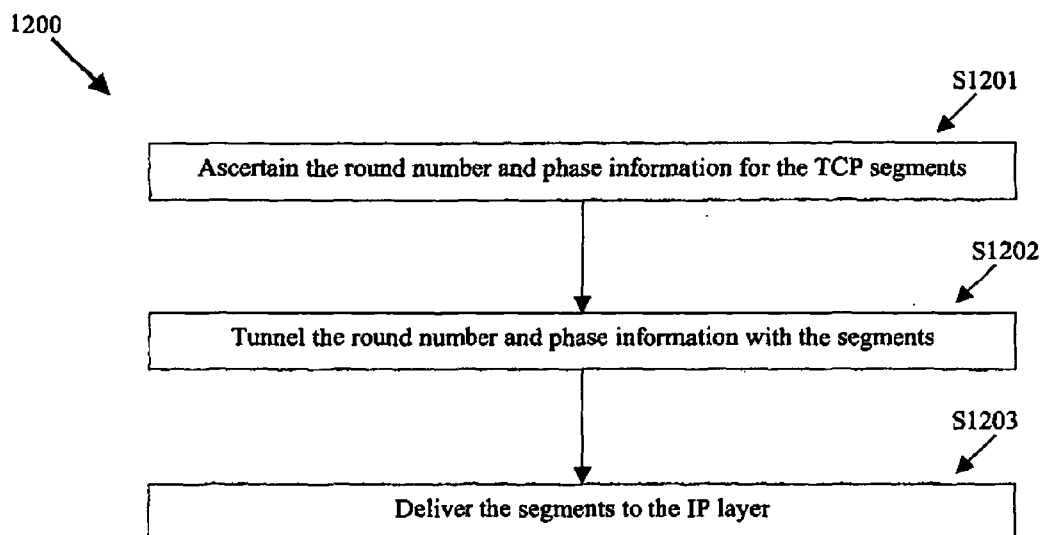 1200
S1201
Ascertain the round number and phase information for the TCP segments
S1202
Tunnel the round number and phase information with the segments
S1203
Deliver the segments to the IP layer